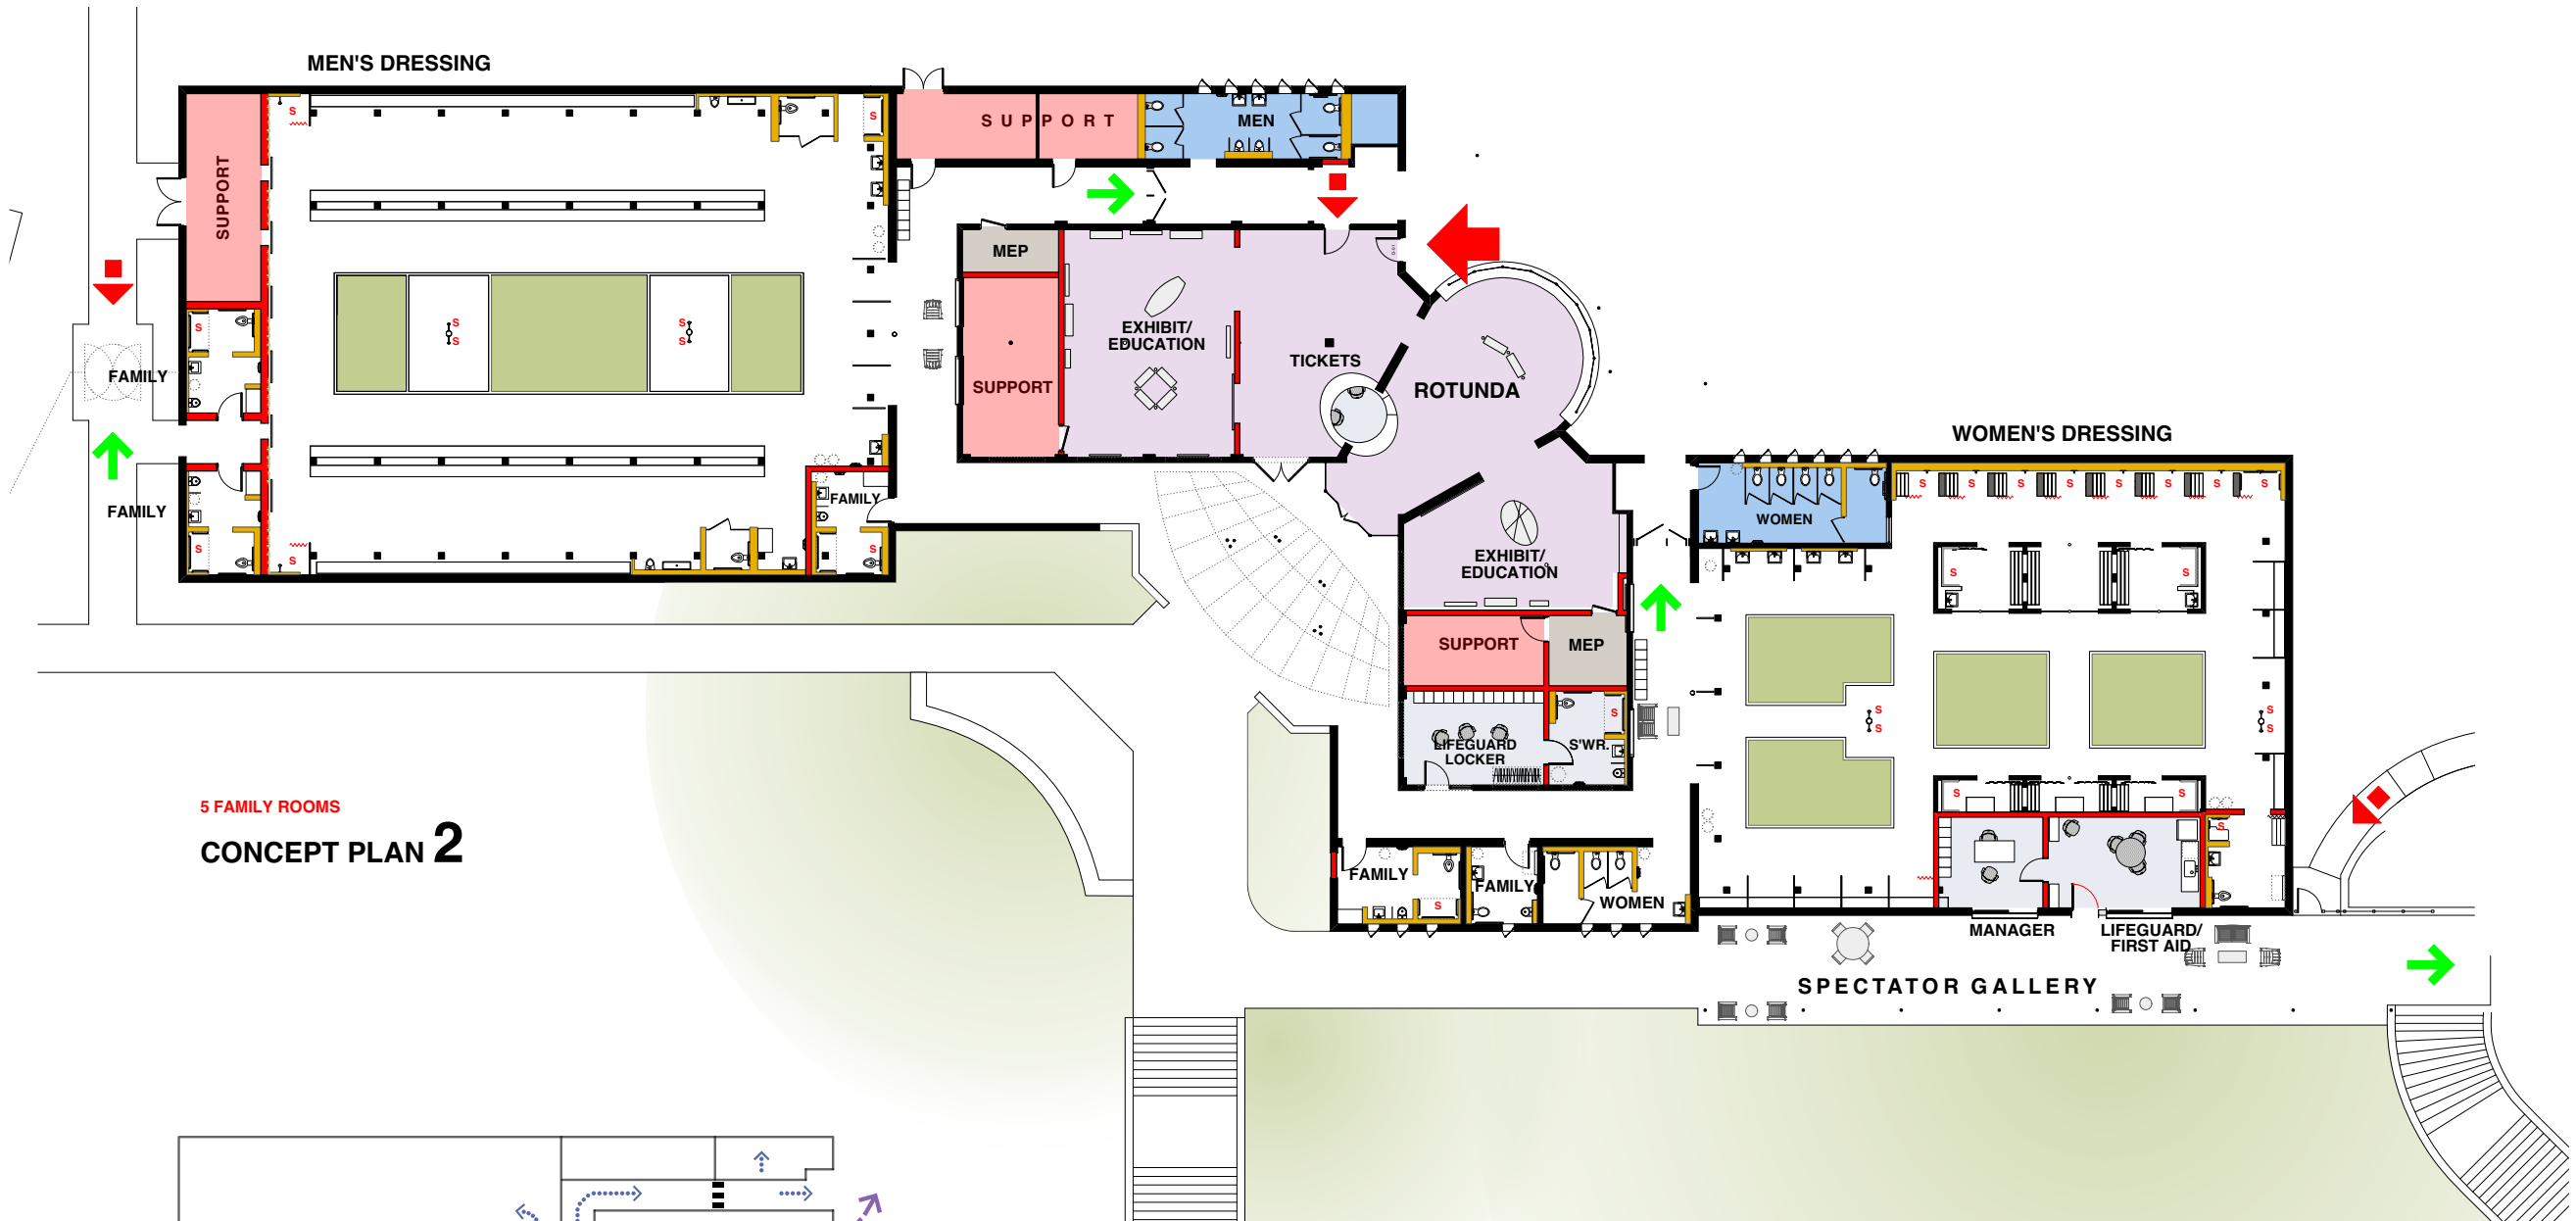 MEN'S DRESSING
SUPPORT
MEN
S
S
SUPPORT
MEP
EXHIBIT/
EDUCATION
TICKETS
ROTUNDA
SUPPORT
S
S
S
S
S
FAMILY
FAMILY
S
S
FAMILY
S
WOMEN'S DRESSING
WOMEN
S
S
S
S
S
S
S
S
EXHIBIT/
EDUCATION
S
S
SUPPORT
MEP
LIFEGUARD
LOCKER
S'WR.
S
S
S
S
S
S
S
S
5 FAMILY ROOMS
CONCEPT PLAN 2
FAMILY
S
FAMILY
WOMEN
MANAGER
LIFEGUARD/
FIRST AID
SPECTATOR GALLERY